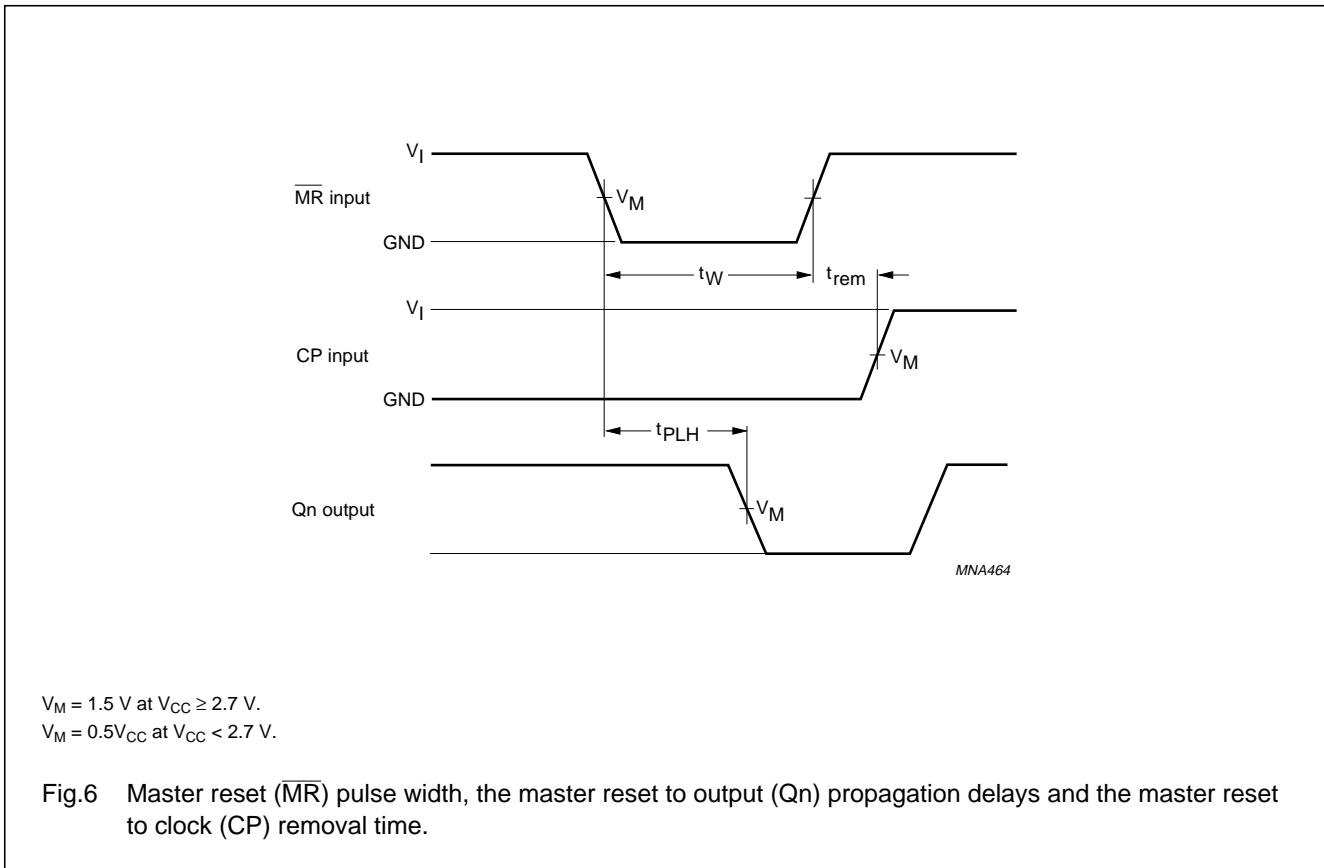 V_I
M̅R̅ input
V_M
GND
t_W
t_rem
V_I
CP input
V_M
GND
t_PLH
Qn output
V_M
MNA464
V_M = 1.5 V at V_CC ≥ 2.7 V.
V_M = 0.5V_CC at V_CC < 2.7 V.
Fig.6 Master reset (M̅R̅) pulse width, the master reset to output (Qn) propagation delays and the master reset
to clock (CP) removal time.